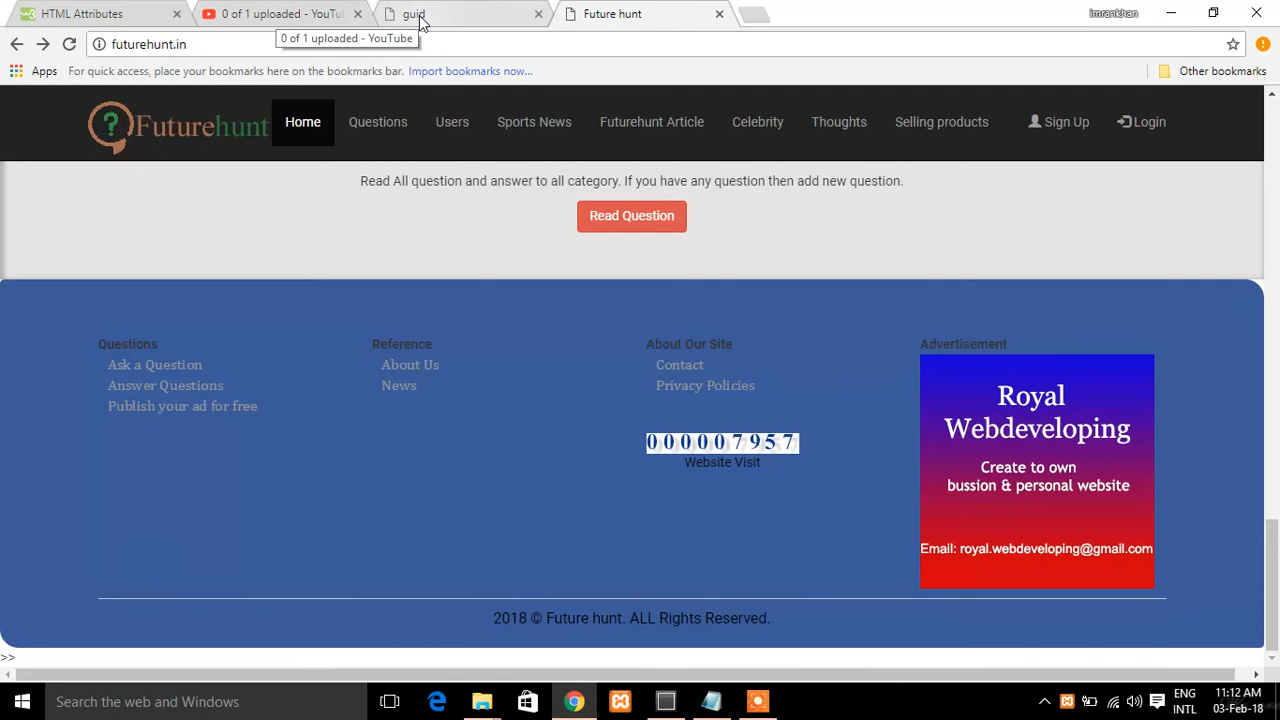 HTML Attributes
0 of 1 uploaded - YouTu
guid
Future hunt
imrankhan
futurehunt.in
0 of 1 uploaded - YouTube
Apps
For quick access, place your bookmarks here on the bookmarks bar. Import bookmarks now...
Other bookmarks
?
Futurehunt
Home
Questions
Users
Sports News
Futurehunt Article
Celebrity
Thoughts
Selling products
Sign Up
Login
Read All question and answer to all category. If you have any question then add new question.
Read Question
Questions
Ask a Question
Answer Questions
Publish your ad for free
Reference
About Us
News
About Our Site
Contact
Privacy Policies
000007957
Website Visit
Advertisement
Royal
Webdeveloping
Create to own
bussion & personal website
Email: royal.webdeveloping@gmail.com
2018 © Future hunt. ALL Rights Reserved.
>>
Search the web and Windows
ENG
INTL
11:12 AM
03-Feb-18